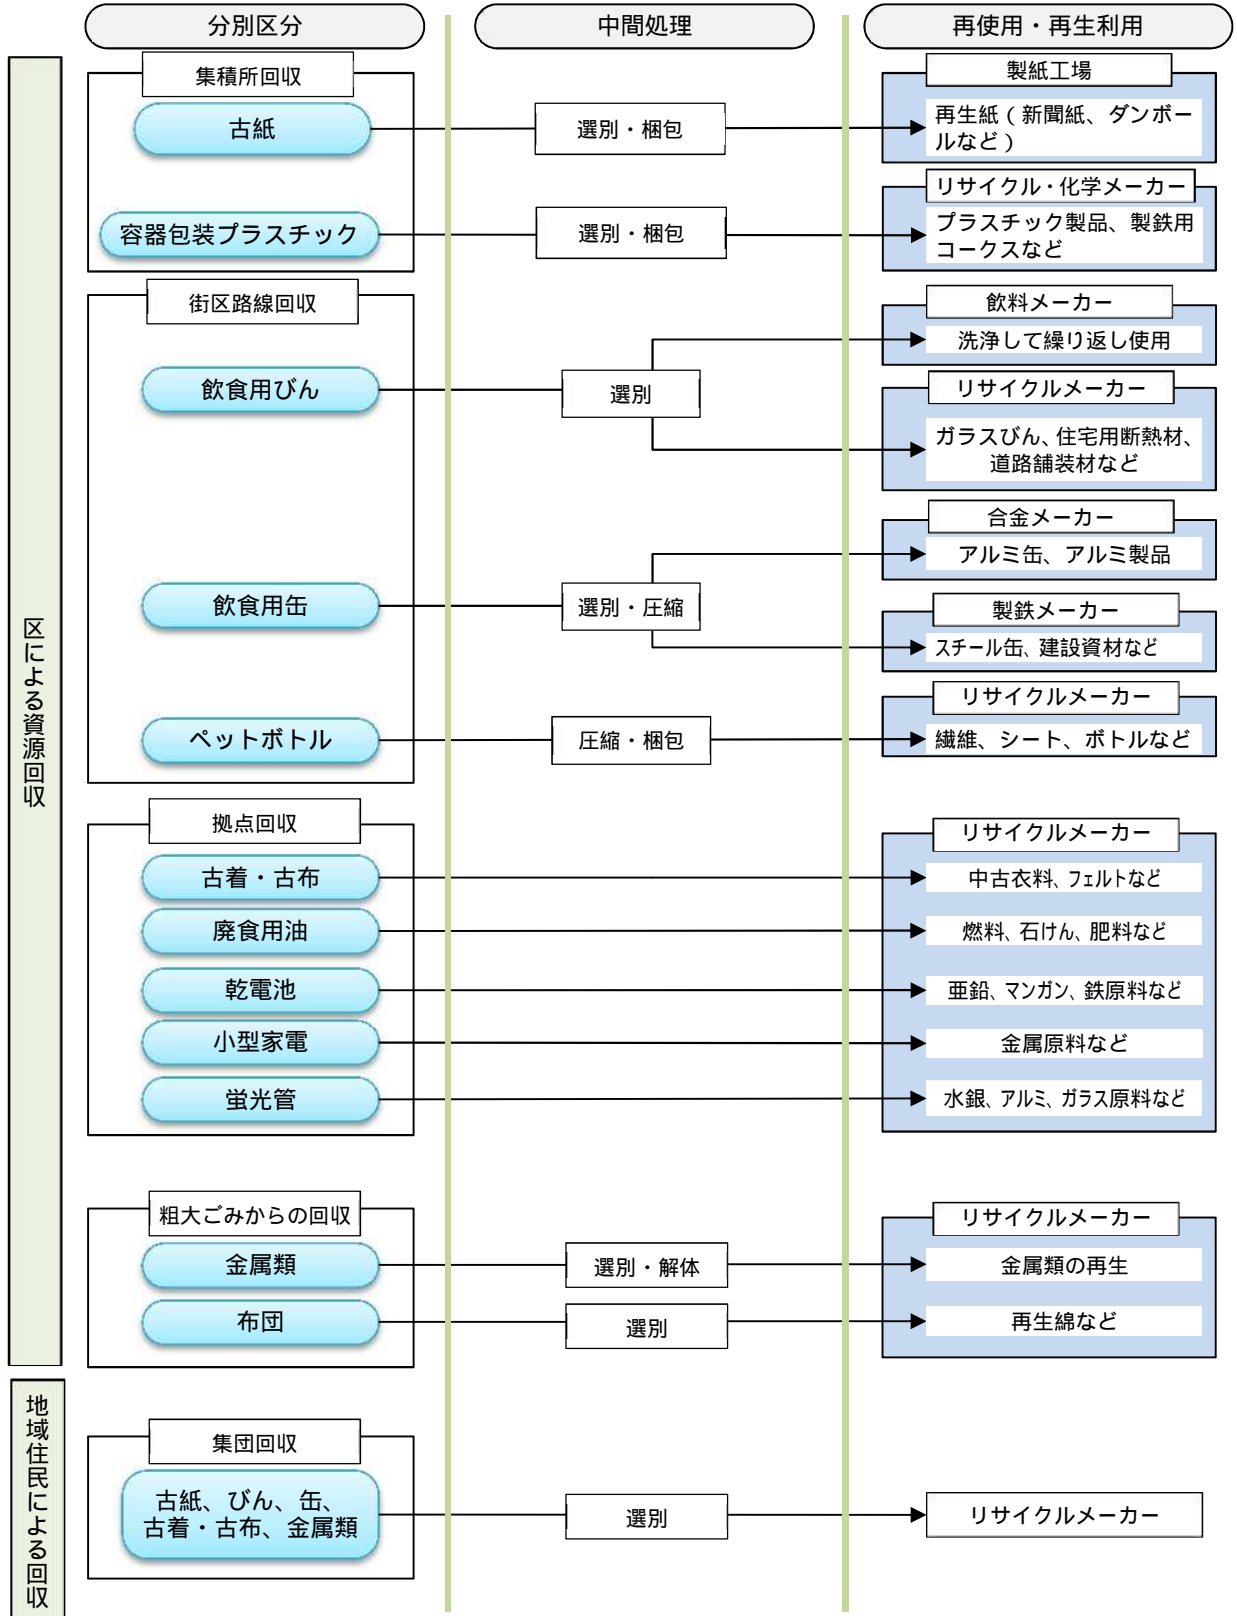 分別区分
中間処理
再使用・再生利用
区による資源回収
集積所回収
古紙
選別・梱包
製紙工場
再生紙(新聞紙、ダンボー
ルなど)
容器包装プラスチック
選別・梱包
リサイクル・化学メーカー
プラスチック製品、製鉄用
コークスなど
街区路線回収
飲食用びん
選別
飲料メーカー
洗浄して繰り返し使用
リサイクルメーカー
ガラスびん、住宅用断熱材、
道路舗装材など
飲食用缶
選別・圧縮
合金メーカー
アルミ缶、アルミ製品
製鉄メーカー
スチール缶、建設資材など
ペットボトル
圧縮・梱包
リサイクルメーカー
繊維、シート、ボトルなど
拠点回収
リサイクルメーカー
古着・古布
中古衣料、フェルトなど
廃食用油
燃料、石けん、肥料など
乾電池
亜鉛、マンガン、鉄原料など
小型家電
金属原料など
蛍光管
水銀、アルミ、ガラス原料など
粗大ごみからの回収
リサイクルメーカー
金属類
選別・解体
金属類の再生
布団
選別
再生綿など
地域住民による回収
集団回収
古紙、びん、缶、
古着・古布、金属類
選別
リサイクルメーカー